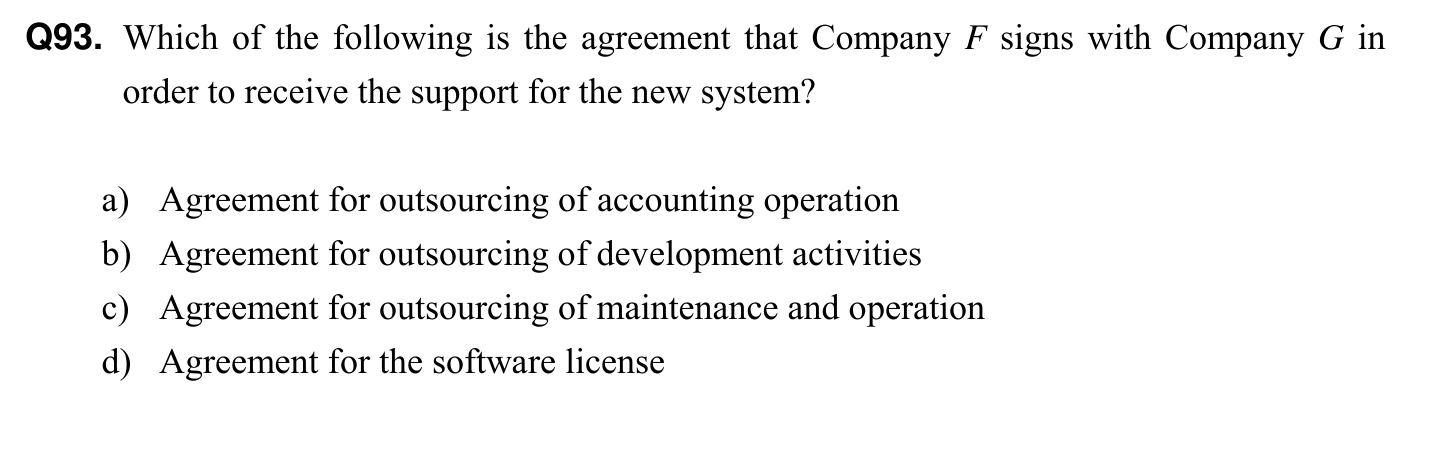 Q93. Which of the following is the agreement that Company F signs with Company G in
order to receive the support for the new system?
a) Agreement for outsourcing of accounting operation
b) Agreement for outsourcing of development activities
c) Agreement for outsourcing of maintenance and operation
d) Agreement for the software license